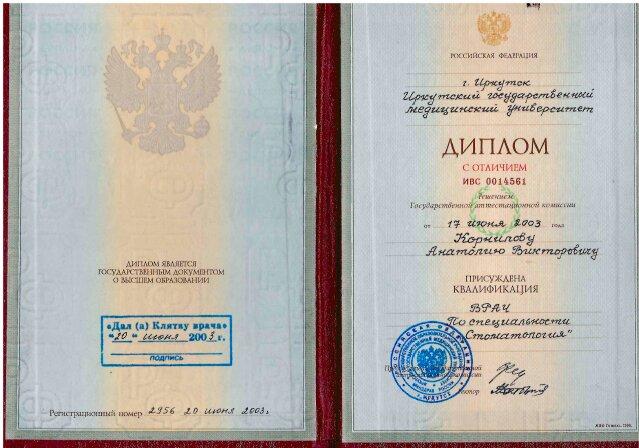 ДИПЛОМ ЯВЛЯЕТСЯ
ГОСУДАРСТВЕННЫМ ДОКУМЕНТОМ
О ВЫСШЕМ ОБРАЗОВАНИИ
«Дал (а) Клятву врача»
"20" июня 2003 г.
подпись
Регистрационный номер 2956 20 июня 2003г
РОССИЙСКАЯ ФЕДЕРАЦИЯ
г. Иркутск
Иркутский государственный
медицинский университет
ДИПЛОМ
С ОТЛИЧИЕМ
ИВС 0014561
Решением
Государственной аттестационной комиссии
от 17 июня 2003 года
Корнилову
Анатолию Викторовичу
ПРИСУЖДЕНА
КВАЛИФИКАЦИЯ
ВРАЧ
По специальности
"Стоматология"